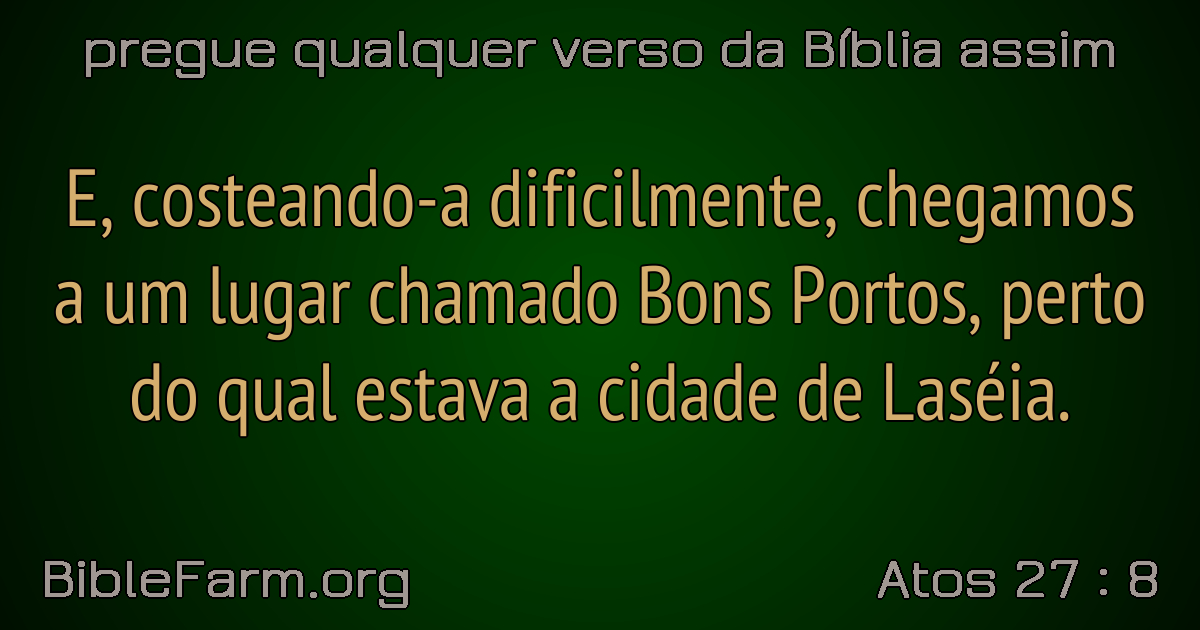 pregue qualquer verso da Bíblia assim
E, costeando-a dificilmente, chegamos
a um lugar chamado Bons Portos, perto
do qual estava a cidade de Laséia.
BibleFarm.org
Atos 27 : 8